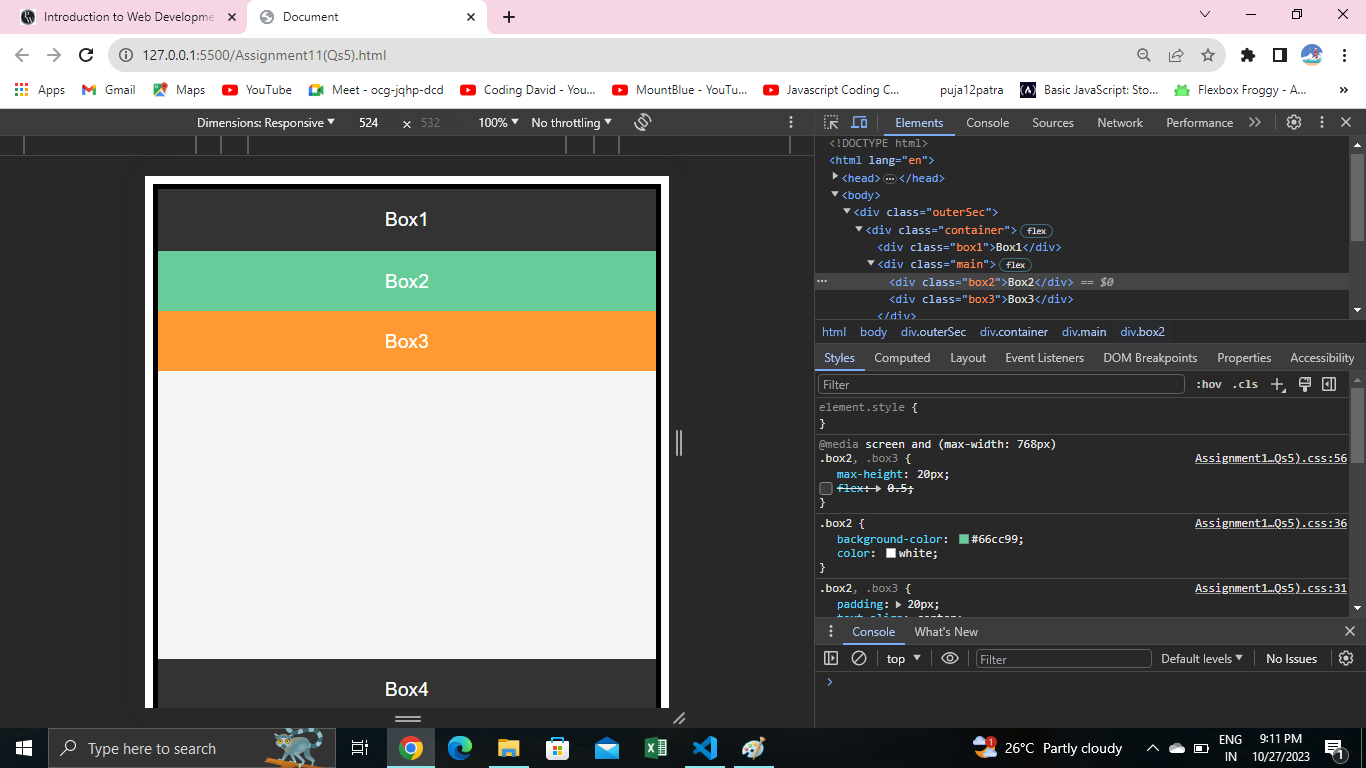 Introduction to Web Developme
Document
127.0.0.1:5500/Assignment11(Qs5).html
Apps Gmail Maps YouTube Meet - ocg-jqhp-dcd Coding David - You... MountBlue - YouTu... Javascript Coding C... puja12patra Basic JavaScript: Sto... Flexbox Froggy - A... »
Dimensions: Responsive 524 × 532 100% No throttling
Elements Console Sources Network Performance
<!DOCTYPE html>
<html lang="en">
<head>…</head>
<body>
<div class="outerSec">
<div class="container"> flex
<div class="box1">Box1</div>
<div class="main"> flex
<div class="box2">Box2</div> == $0
<div class="box3">Box3</div>
</div>
html body div.outerSec div.container div.main div.box2
Styles Computed Layout Event Listeners DOM Breakpoints Properties Accessibility
Filter :hov .cls
element.style {
}
@media screen and (max-width: 768px)
.box2, .box3 { Assignment1…Qs5).css:56
max-height: 20px;
flex: 0.5;
}
.box2 { Assignment1…Qs5).css:36
background-color: #66cc99;
color: white;
}
.box2, .box3 { Assignment1…Qs5).css:31
padding: 20px;
text-align: center;
Box1
Box2
Box3
Box4
Console What's New
top Filter Default levels No Issues
Type here to search
26°C Partly cloudy
1
ENG
IN
9:11 PM
10/27/2023
1